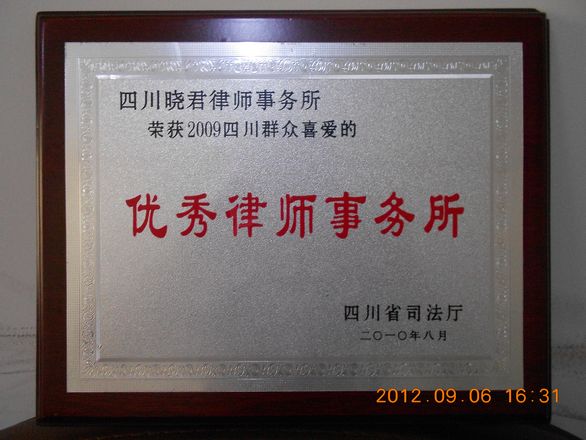 四川晓君律师事务所
荣获2009四川群众喜爱的
优秀律师事务所
四川省司法厅
二〇一〇年八月
2012.09.06 16:31